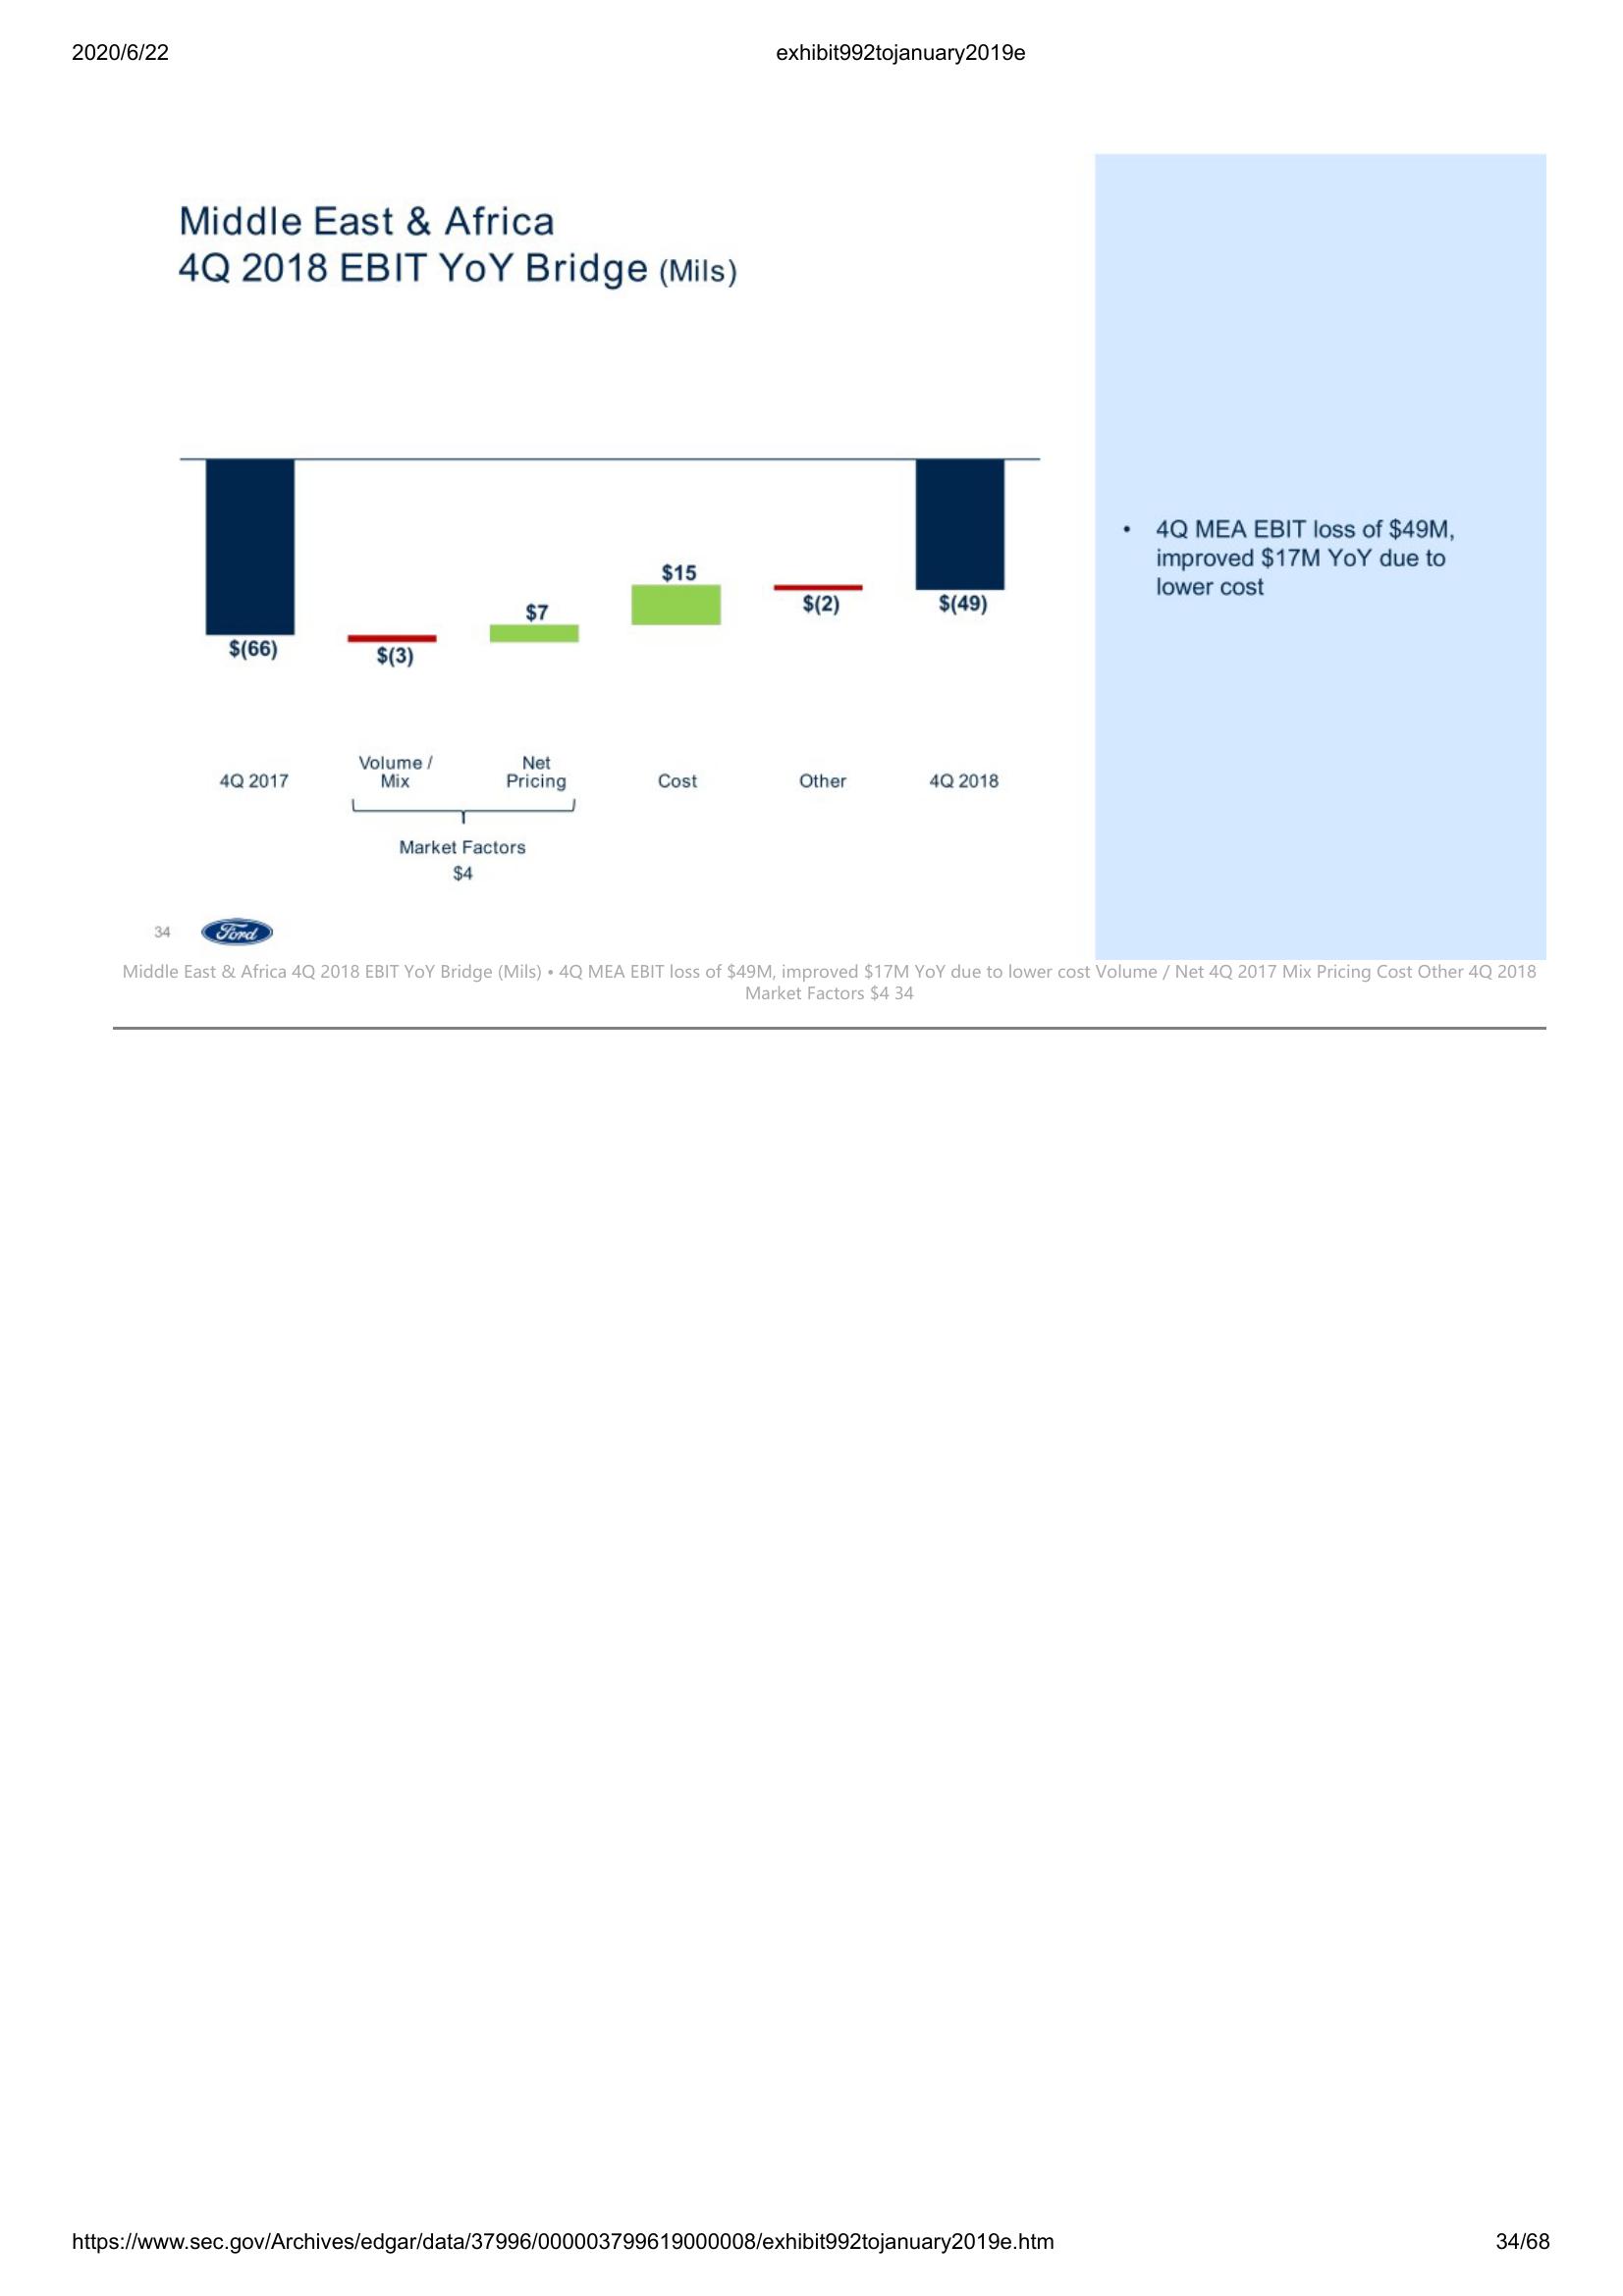 2020/6/22
exhibit992tojanuary2019e
Middle East & Africa
4Q 2018 EBIT YoY Bridge (Mils)
• 4Q MEA EBIT loss of $49M,
improved $17M YoY due to
lower cost
$15
$7
$(2)
$(49)
$(66)
$(3)
4Q 2017
Volume /
Mix
Net
Pricing
Cost
Other
4Q 2018
Market Factors
$4
34
Ford
Middle East & Africa 4Q 2018 EBIT YoY Bridge (Mils) • 4Q MEA EBIT loss of $49M, improved $17M YoY due to lower cost Volume / Net 4Q 2017 Mix Pricing Cost Other 4Q 2018
Market Factors $4 34
https://www.sec.gov/Archives/edgar/data/37996/000003799619000008/exhibit992tojanuary2019e.htm
34/68